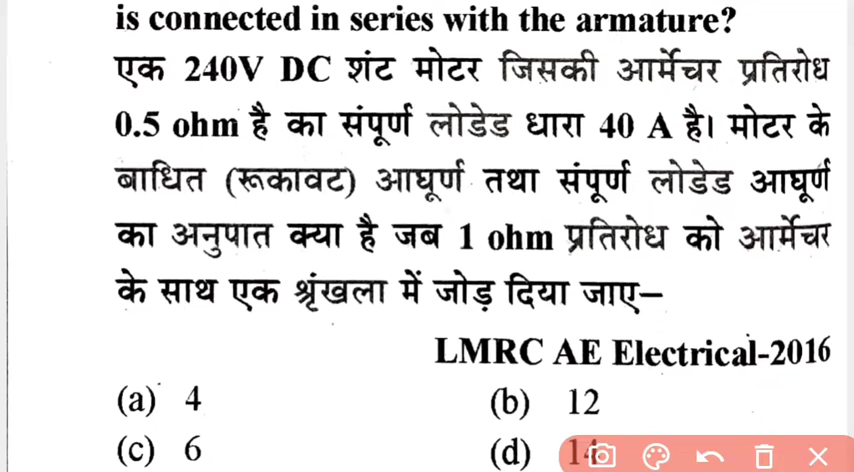 is connected in series with the armature?
एक 240V DC शंट मोटर जिसकी आर्मेचर प्रतिरोध
0.5 ohm है का संपूर्ण लोडेड धारा 40 A है। मोटर के
बाधित (रूकावट) आघूर्ण तथा संपूर्ण लोडेड आघूर्ण
का अनुपात क्या है जब 1 ohm प्रतिरोध को आर्मेचर
के साथ एक श्रृंखला में जोड़ दिया जाए–
LMRC AE Electrical-2016
(a) 4
(b) 12
(c) 6
(d) 14